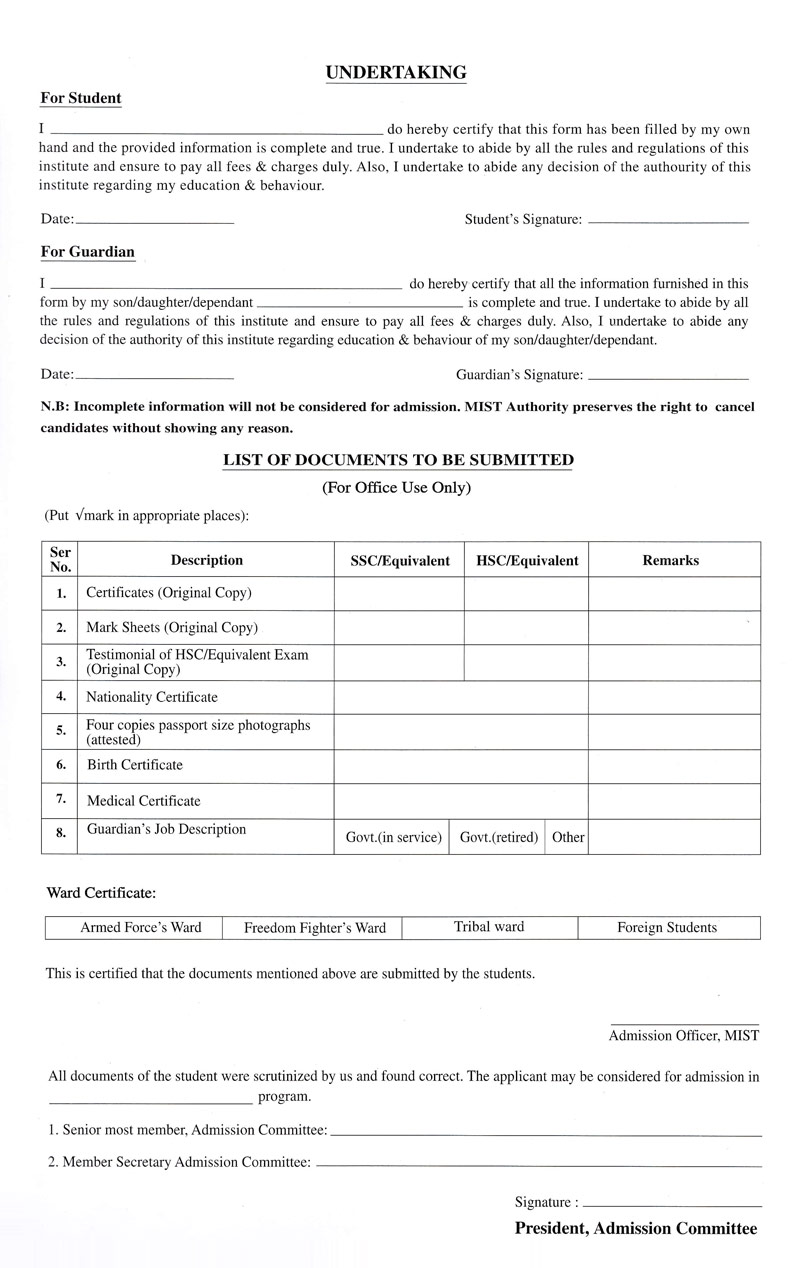 UNDERTAKING
For Student
I ______ do hereby certify that this form has been filled by my own
hand and the provided information is complete and true. I undertake to abide by all the rules and regulations of this
institute and ensure to pay all fees & charges duly. Also, I undertake to abide any decision of the authourity of this
institute regarding my education & behaviour.
Date: ______ Student's Signature: ______
For Guardian
I ______ do hereby certify that all the information furnished in this
form by my son/daughter/dependant ______ is complete and true. I undertake to abide by all
the rules and regulations of this institute and ensure to pay all fees & charges duly. Also, I undertake to abide any
decision of the authority of this institute regarding education & behaviour of my son/daughter/dependant.
Date: ______ Guardian's Signature: ______
N.B: Incomplete information will not be considered for admission. MIST Authority preserves the right to cancel
candidates without showing any reason.
LIST OF DOCUMENTS TO BE SUBMITTED
(For Office Use Only)
(Put √mark in appropriate places):
Ser No. Description SSC/Equivalent HSC/Equivalent Remarks
1. Certificates (Original Copy)
2. Mark Sheets (Original Copy)
3. Testimonial of HSC/Equivalent Exam
(Original Copy)
4. Nationality Certificate
5. Four copies passport size photographs
(attested)
6. Birth Certificate
7. Medical Certificate
8. Guardian's Job Description Govt.(in service) Govt.(retired) Other
Ward Certificate:
Armed Force's Ward Freedom Fighter's Ward Tribal ward Foreign Students
This is certified that the documents mentioned above are submitted by the students.
Admission Officer, MIST
All documents of the student were scrutinized by us and found correct. The applicant may be considered for admission in
______ program.
1. Senior most member, Admission Committee: ______
2. Member Secretary Admission Committee: ______
Signature : ______
President, Admission Committee